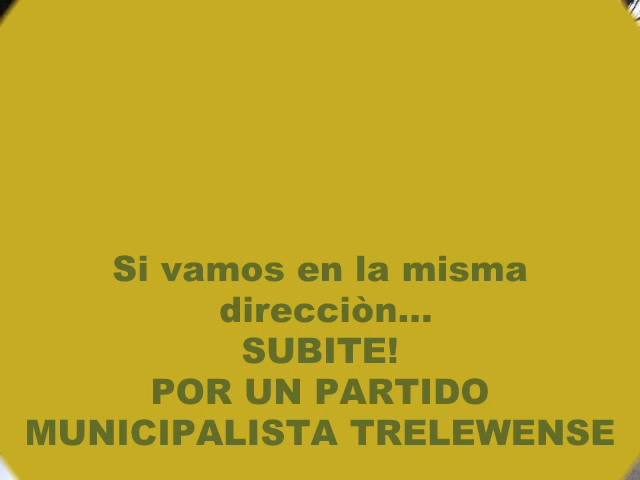 Si vamos en la misma
direcciòn...
SUBITE!
POR UN PARTIDO
MUNICIPALISTA TRELEWENSE